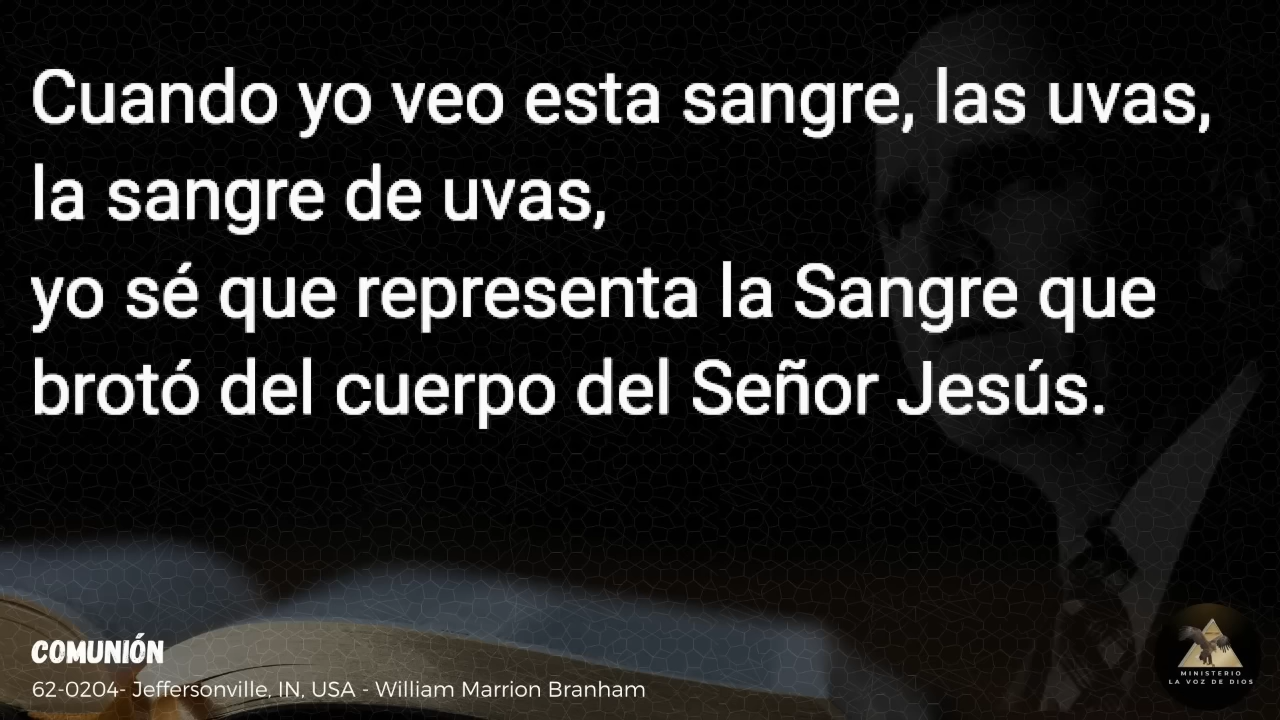 Cuando yo veo esta sangre, las uvas,
la sangre de uvas,
yo sé que representa la Sangre que
brotó del cuerpo del Señor Jesús.
COMUNIÓN
62-0204- Jeffersonville, IN, USA - William Marrion Branham
MINISTERIO
LA VOZ DE DIOS